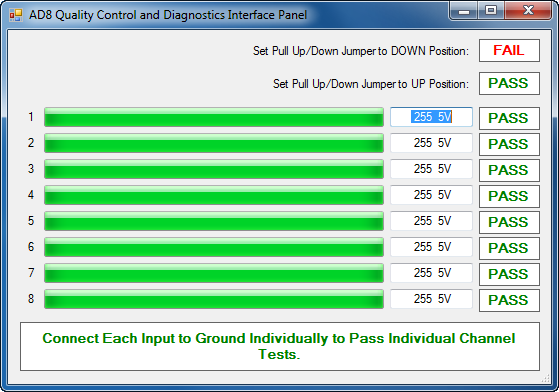 AD8 Quality Control and Diagnostics Interface Panel
Set Pull Up/Down Jumper to DOWN Position: FAIL
Set Pull Up/Down Jumper to UP Position: PASS
1 255 5V PASS
2 255 5V PASS
3 255 5V PASS
4 255 5V PASS
5 255 5V PASS
6 255 5V PASS
7 255 5V PASS
8 255 5V PASS
Connect Each Input to Ground Individually to Pass Individual Channel
Tests.